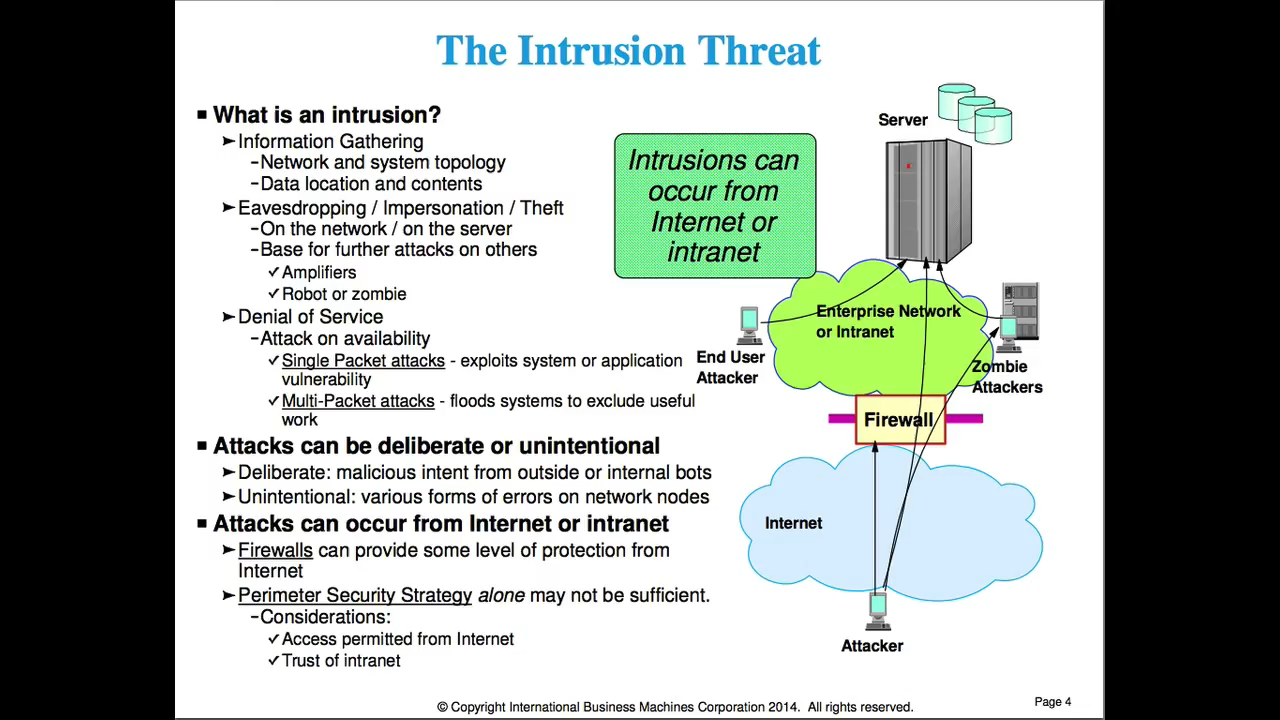 The Intrusion Threat
■ What is an intrusion?
➤Information Gathering
–Network and system topology
–Data location and contents
➤Eavesdropping / Impersonation / Theft
–On the network / on the server
–Base for further attacks on others
✓Amplifiers
✓Robot or zombie
➤Denial of Service
–Attack on availability
✓Single Packet attacks - exploits system or application
vulnerability
✓Multi-Packet attacks - floods systems to exclude useful
work
■ Attacks can be deliberate or unintentional
➤Deliberate: malicious intent from outside or internal bots
➤Unintentional: various forms of errors on network nodes
■ Attacks can occur from Internet or intranet
➤Firewalls can provide some level of protection from
Internet
➤Perimeter Security Strategy alone may not be sufficient.
–Considerations:
✓Access permitted from Internet
✓Trust of intranet
Intrusions can
occur from
Internet or
intranet
Server
Enterprise Network
or Intranet
End User
Attacker
Zombie
Attackers
Firewall
Internet
Attacker
© Copyright International Business Machines Corporation 2014. All rights reserved.
Page 4